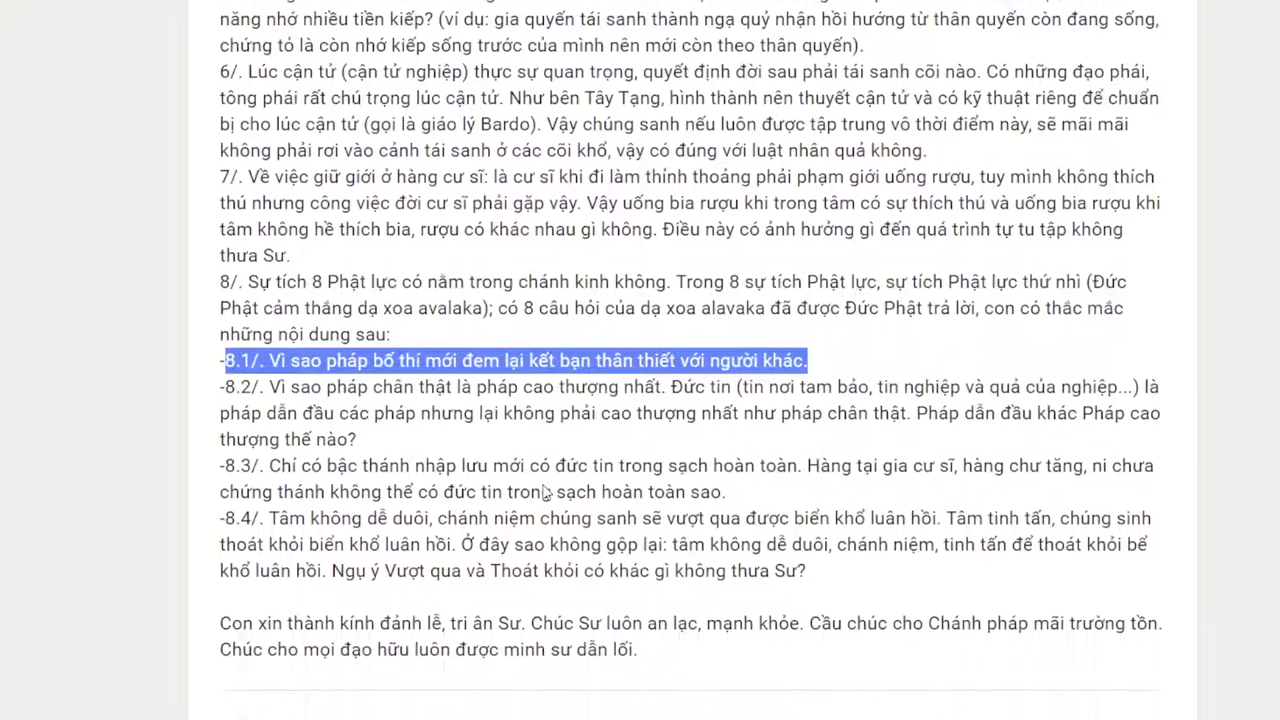 năng nhớ nhiều tiền kiếp? (ví dụ: gia quyến tái sanh thành ngạ quỷ nhận hồi hướng từ thân quyến còn đang sống,
chứng tỏ là còn nhớ kiếp sống trước của mình nên mới còn theo thân quyến).
6/. Lúc cận tử (cận tử nghiệp) thực sự quan trọng, quyết định đời sau phải tái sanh cõi nào. Có những đạo phái,
tông phái rất chú trọng lúc cận tử. Như bên Tây Tạng, hình thành nên thuyết cận tử và có kỹ thuật riêng để chuẩn
bị cho lúc cận tử (gọi là giáo lý Bardo). Vậy chúng sanh nếu luôn được tập trung vô thời điểm này, sẽ mãi mãi
không phải rơi vào cảnh tái sanh ở các cõi khổ, vậy có đúng với luật nhân quả không.
7/. Về việc giữ giới ở hàng cư sĩ: là cư sĩ khi đi làm thỉnh thoảng phải phạm giới uống rượu, tuy mình không thích
thú nhưng công việc đời cư sĩ phải gặp vậy. Vậy uống bia rượu khi trong tâm có sự thích thú và uống bia rượu khi
tâm không hề thích bia, rượu có khác nhau gì không. Điều này có ảnh hưởng gì đến quá trình tự tu tập không
thưa Sư.
8/. Sự tích 8 Phật lực có nằm trong chánh kinh không. Trong 8 sự tích Phật lực, sự tích Phật lực thứ nhì (Đức
Phật cảm thắng dạ xoa avalaka); có 8 câu hỏi của dạ xoa alavaka đã được Đức Phật trả lời, con có thắc mắc
những nội dung sau:
-8.1/. Vì sao pháp bố thí mới đem lại kết bạn thân thiết với người khác.
-8.2/. Vì sao pháp chân thật là pháp cao thượng nhất. Đức tin (tin nơi tam bảo, tin nghiệp và quả của nghiệp...) là
pháp dẫn đầu các pháp nhưng lại không phải cao thượng nhất như pháp chân thật. Pháp dẫn đầu khác Pháp cao
thượng thế nào?
-8.3/. Chỉ có bậc thánh nhập lưu mới có đức tin trong sạch hoàn toàn. Hàng tại gia cư sĩ, hàng chư tăng, ni chưa
chứng thánh không thể có đức tin trong sạch hoàn toàn sao.
-8.4/. Tâm không dễ duôi, chánh niệm chúng sanh sẽ vượt qua được biển khổ luân hồi. Tâm tinh tấn, chúng sinh
thoát khỏi biển khổ luân hồi. Ở đây sao không gộp lại: tâm không dễ duôi, chánh niệm, tinh tấn để thoát khỏi bể
khổ luân hồi. Ngụ ý Vượt qua và Thoát khỏi có khác gì không thưa Sư?
Con xin thành kính đảnh lễ, tri ân Sư. Chúc Sư luôn an lạc, mạnh khỏe. Cầu chúc cho Chánh pháp mãi trường tồn.
Chúc cho mọi đạo hữu luôn được minh sư dẫn lối.